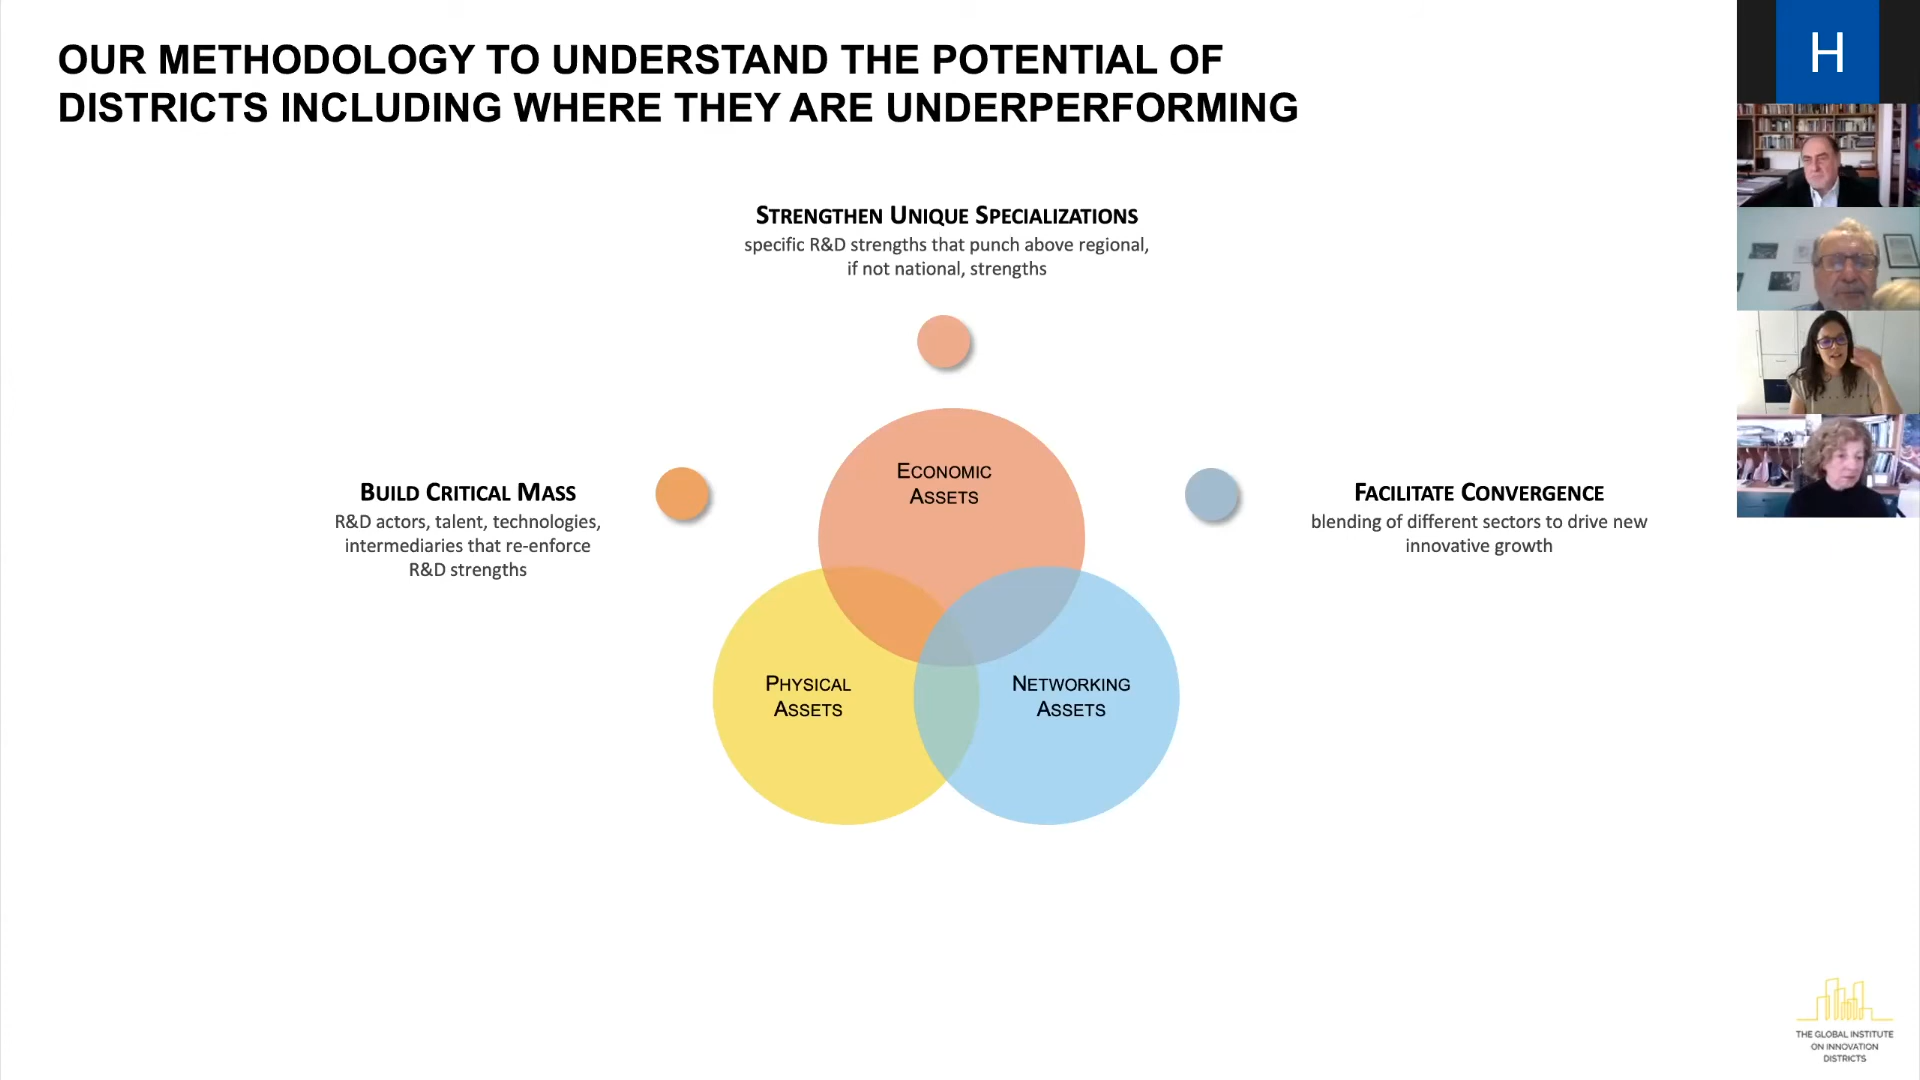 OUR METHODOLOGY TO UNDERSTAND THE POTENTIAL OF
DISTRICTS INCLUDING WHERE THEY ARE UNDERPERFORMING
H
STRENGTHEN UNIQUE SPECIALIZATIONS
specific R&D strengths that punch above regional,
if not national, strengths
BUILD CRITICAL MASS
R&D actors, talent, technologies,
intermediaries that re-enforce
R&D strengths
ECONOMIC
ASSETS
FACILITATE CONVERGENCE
blending of different sectors to drive new
innovative growth
PHYSICAL
ASSETS
NETWORKING
ASSETS
THE GLOBAL INSTITUTE
ON INNOVATION
DISTRICTS